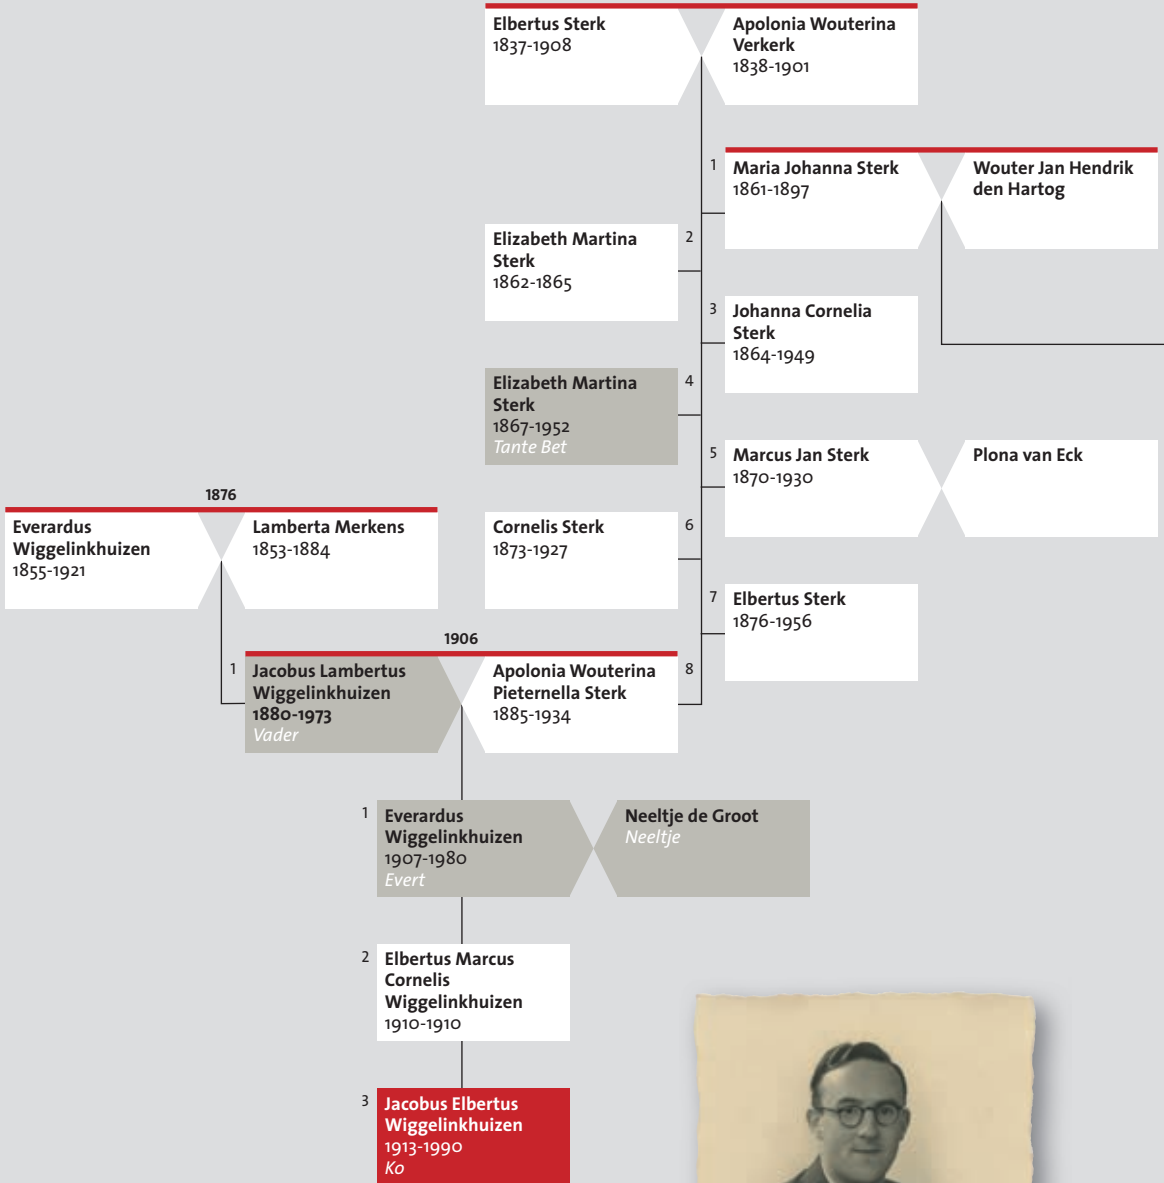 Elbertus Sterk
1837-1908
Apolonia Wouterina
Verkerk
1838-1901
1
Maria Johanna Sterk
1861-1897
Wouter Jan Hendrik
den Hartog
2
Elizabeth Martina
Sterk
1862-1865
3
Johanna Cornelia
Sterk
1864-1949
4
Elizabeth Martina
Sterk
1867-1952
Tante Bet
5
Marcus Jan Sterk
1870-1930
Plona van Eck
1876
Everardus
Wiggelinkhuizen
1855-1921
Lamberta Merkens
1853-1884
6
Cornelis Sterk
1873-1927
7
Elbertus Sterk
1876-1956
1906
1
Jacobus Lambertus
Wiggelinkhuizen
1880-1973
Vader
Apolonia Wouterina
Pieternella Sterk
1885-1934
8
1
Everardus
Wiggelinkhuizen
1907-1980
Evert
Neeltje de Groot
Neeltje
2
Elbertus Marcus
Cornelis
Wiggelinkhuizen
1910-1910
3
Jacobus Elbertus
Wiggelinkhuizen
1913-1990
Ko